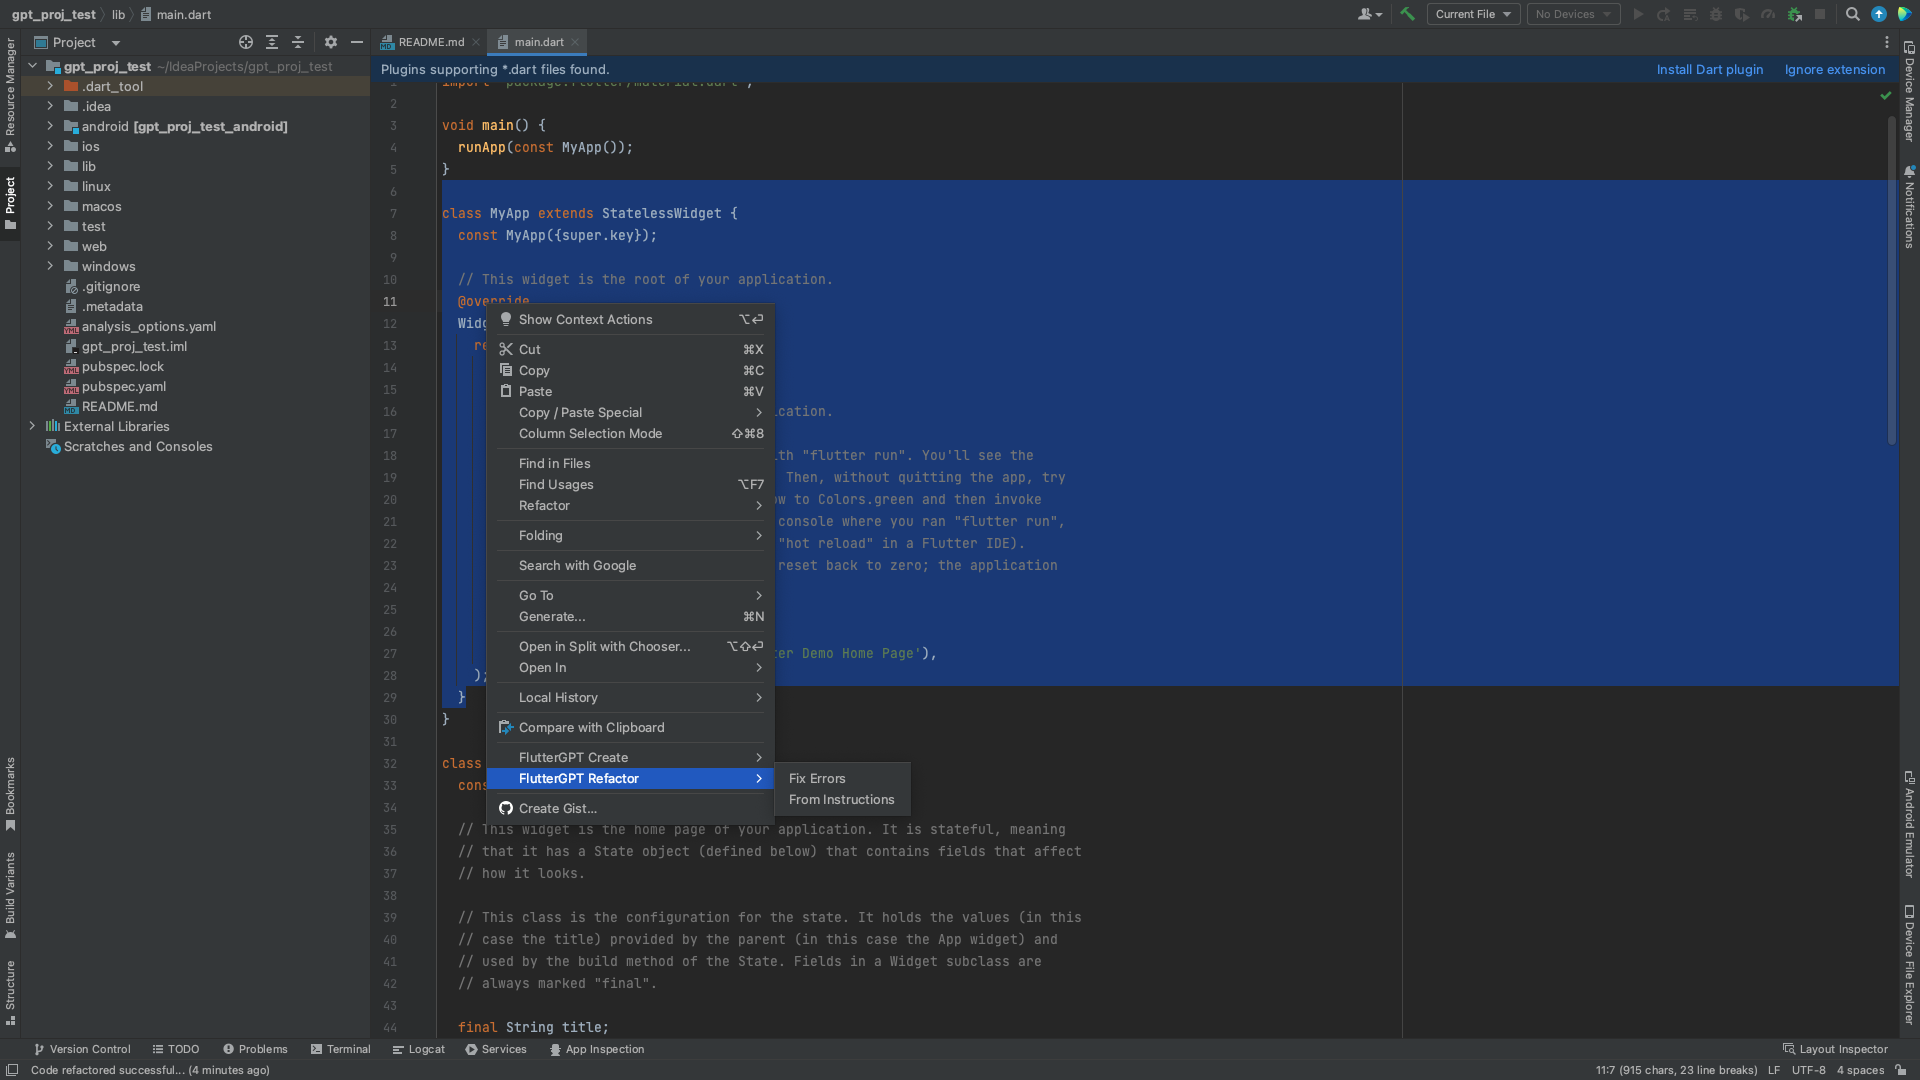 gpt_proj_test lib main.dart
Current File
No Devices
Project
README.md
main.dart
Plugins supporting *.dart files found.
Install Dart plugin
Ignore extension
Resource Manager
Project
Bookmarks
Build Variants
Structure
gpt_proj_test ~/IdeaProjects/gpt_proj_test
.dart_tool
.idea
android [gpt_proj_test_android]
ios
lib
linux
macos
test
web
windows
.gitignore
.metadata
analysis_options.yaml
gpt_proj_test.iml
pubspec.lock
pubspec.yaml
README.md
External Libraries
Scratches and Consoles
1 import 'package:flutter/material.dart';
2
3 void main() {
4 runApp(const MyApp());
5 }
6
7 class MyApp extends StatelessWidget {
8 const MyApp({super.key});
9
10 // This widget is the root of your application.
11 @override
12 Widg
13 re
14
15
16 ication.
17
18 th "flutter run". You'll see the
19 Then, without quitting the app, try
20 ow to Colors.green and then invoke
21 console where you ran "flutter run",
22 "hot reload" in a Flutter IDE).
23 reset back to zero; the application
24
25
26
27 ter Demo Home Page'),
28 );
29 }
30 }
31
32 class
33 cons
34
35 // This widget is the home page of your application. It is stateful, meaning
36 // that it has a State object (defined below) that contains fields that affect
37 // how it looks.
38
39 // This class is the configuration for the state. It holds the values (in this
40 // case the title) provided by the parent (in this case the App widget) and
41 // used by the build method of the State. Fields in a Widget subclass are
42 // always marked "final".
43
44 final String title;
Show Context Actions ⌥⏎
Cut ⌘X
Copy ⌘C
Paste ⌘V
Copy / Paste Special
Column Selection Mode ⇧⌘8
Find in Files
Find Usages ⌥F7
Refactor
Folding
Search with Google
Go To
Generate... ⌘N
Open in Split with Chooser... ⌥⇧⏎
Open In
Local History
Compare with Clipboard
FlutterGPT Create
FlutterGPT Refactor
Create Gist...
Fix Errors
From Instructions
Device Manager
Notifications
Android Emulator
Device File Explorer
Version Control
TODO
Problems
Terminal
Logcat
Services
App Inspection
Layout Inspector
Code refactored successful... (4 minutes ago)
11:7 (915 chars, 23 line breaks) LF UTF-8 4 spaces